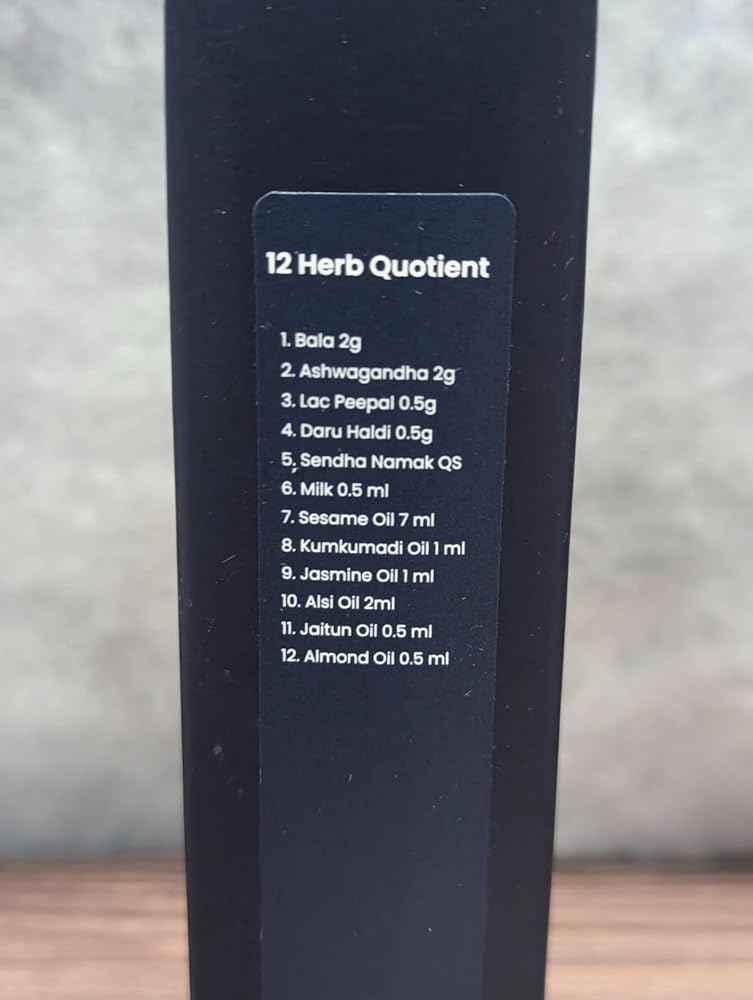 12 Herb Quotient
1. Bala 2g
2. Ashwagandha 2g
3. Lac Peepal 0.5g
4. Daru Haldi 0.5g
5. Sendha Namak QS
6. Milk 0.5 ml
7. Sesame Oil 7 ml
8. Kumkumadi Oil 1 ml
9. Jasmine Oil 1 ml
10. Alsi Oil 2ml
11. Jaitun Oil 0.5 ml
12. Almond Oil 0.5 ml